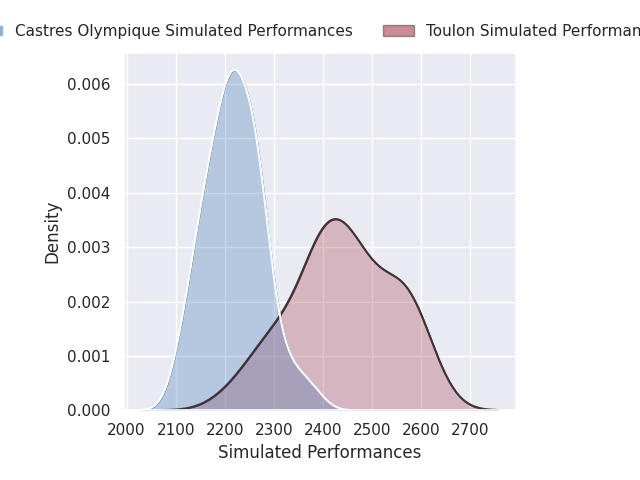 Castres Olympique Simulated Performances Toulon Simulated
0.006
0.005
0.004
0.003
0.002
0.001
0.000
Density
2000 2100 2200 2300 2400 2500 2600 2700
Simulated Performances